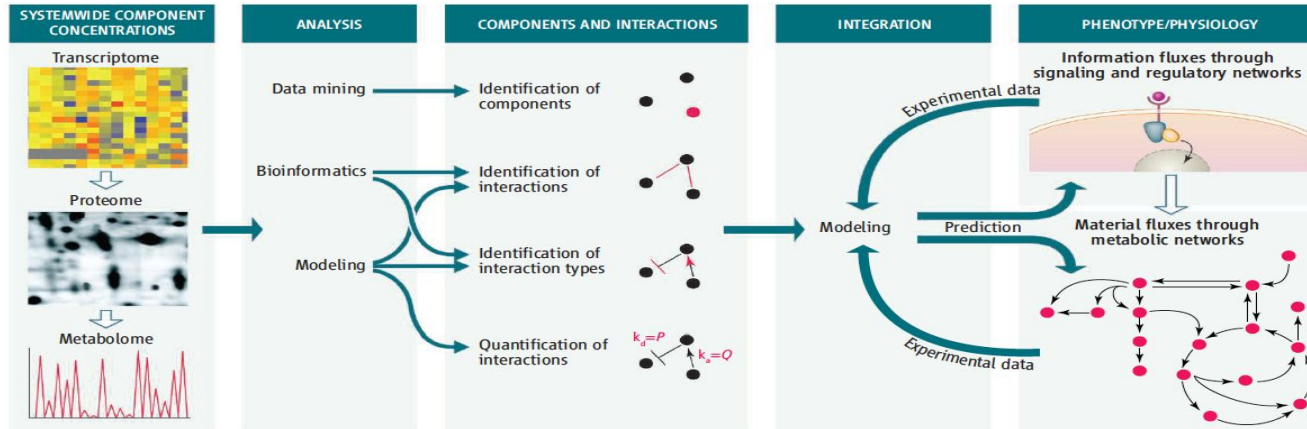 SYSTEMWIDE COMPONENT
CONCENTRATIONS
Transcriptome
Proteome
Metabolome
ANALYSIS
Data mining
Bioinformatics
Modeling
COMPONENTS AND INTERACTIONS
Identification of
components
Identification of
interactions
Identification of
interaction types
Quantification of
interactions
k_d=P
k_a=Q
INTEGRATION
Experimental data
Modeling
Prediction
Experimental data
PHENOTYPE/PHYSIOLOGY
Information fluxes through
signaling and regulatory networks
Material fluxes through
metabolic networks